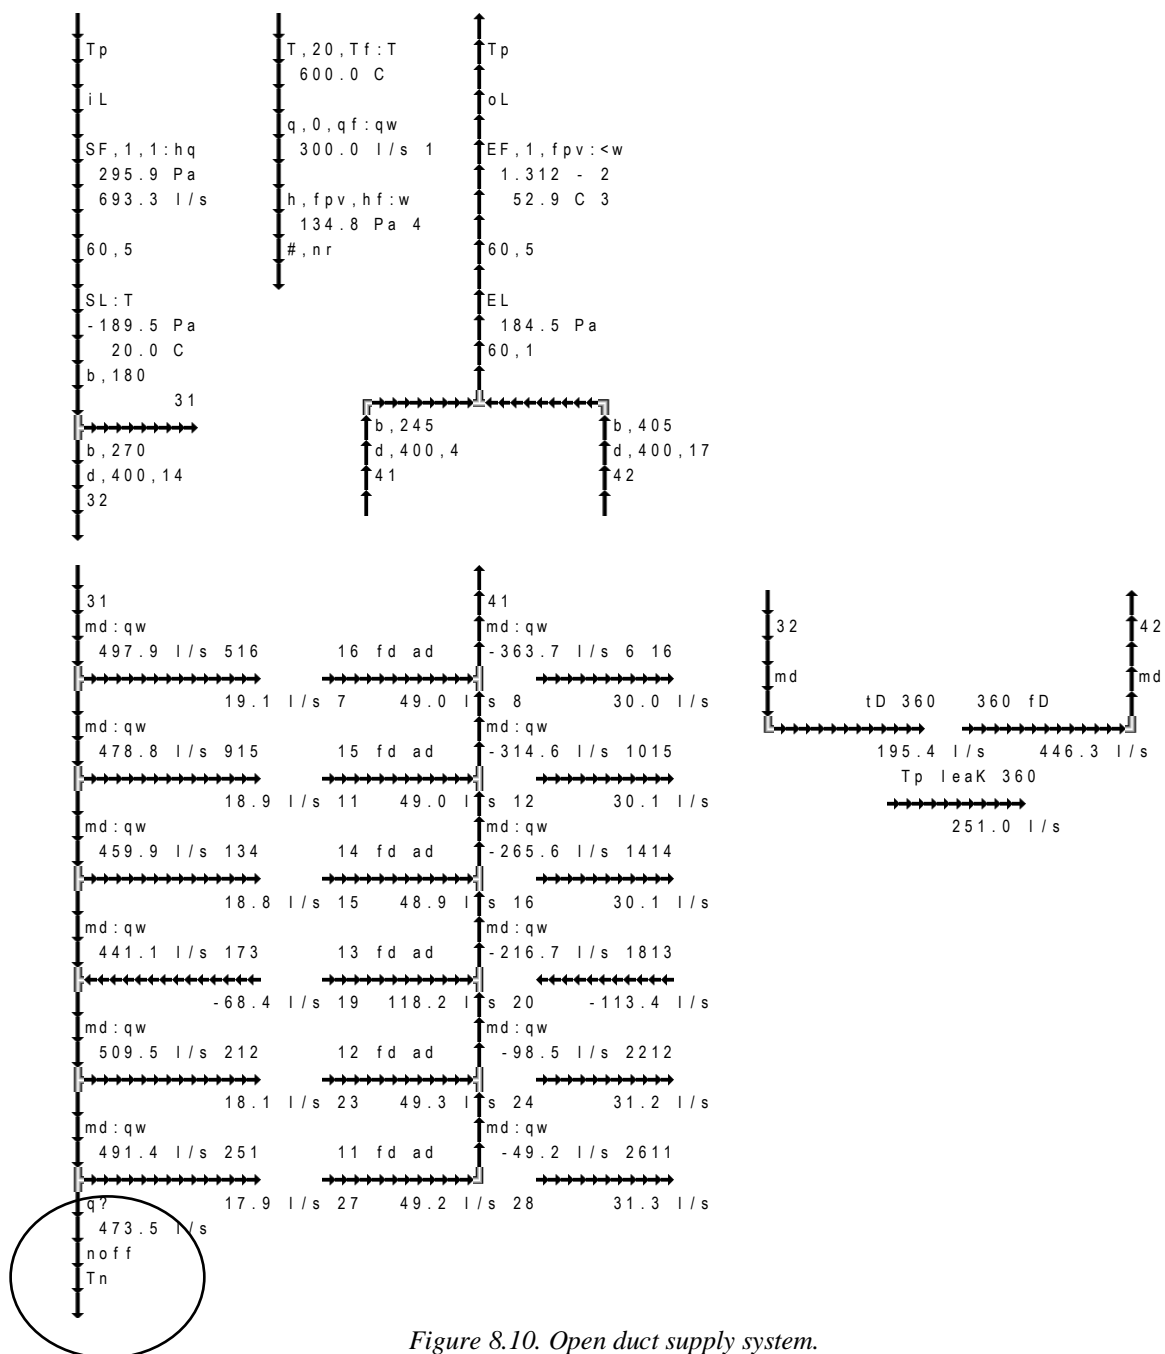 Tp
iL
SF,1,1:hq
295.9 Pa
693.3 l/s
60,5
SL:T
-189.5 Pa
20.0 C
b,180
31
b,270
d,400,14
32
T,20,Tf:T
600.0 C
q,0,qf:qw
300.0 l/s 1
h,fpv,hf:w
134.8 Pa 4
#,nr
Tp
oL
EF,1,fpv:<w
1.312 - 2
52.9 C 3
60,5
EL
184.5 Pa
60,1
b,245
d,400,4
41
b,405
d,400,17
42
31 41
md:qw md:qw
497.9 l/s 516 16 fd ad -363.7 l/s 6 16
19.1 l/s 7 49.0 l/s 8 30.0 l/s
md:qw md:qw
478.8 l/s 915 15 fd ad -314.6 l/s 1015
18.9 l/s 11 49.0 l/s 12 30.1 l/s
md:qw md:qw
459.9 l/s 134 14 fd ad -265.6 l/s 1414
18.8 l/s 15 48.9 l/s 16 30.1 l/s
md:qw md:qw
441.1 l/s 173 13 fd ad -216.7 l/s 1813
-68.4 l/s 19 118.2 l/s 20 -113.4 l/s
md:qw md:qw
509.5 l/s 212 12 fd ad -98.5 l/s 2212
18.1 l/s 23 49.3 l/s 24 31.2 l/s
md:qw md:qw
491.4 l/s 251 11 fd ad -49.2 l/s 2611
q? 17.9 l/s 27 49.2 l/s 28 31.3 l/s
473.5 l/s
noff
Tn
32 42
md md
tD 360 360 fD
195.4 l/s 446.3 l/s
Tp leaK 360
251.0 l/s
Figure 8.10. Open duct supply system.